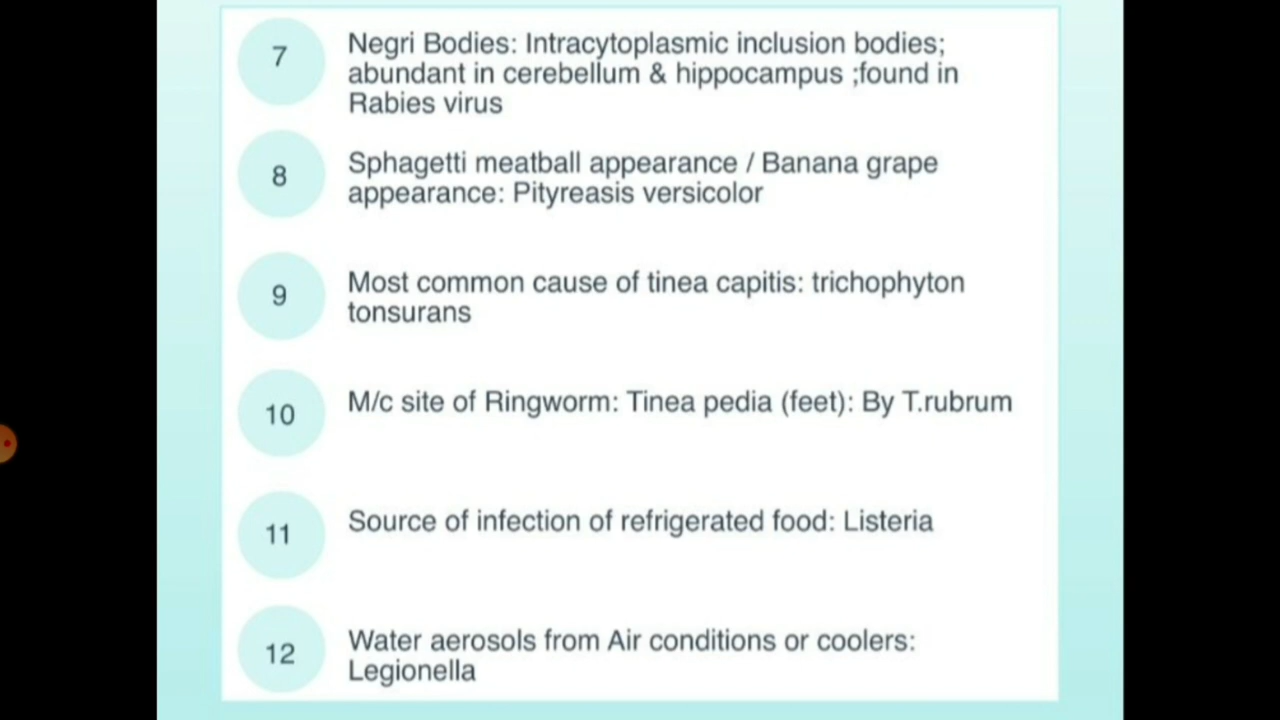 7
Negri Bodies: Intracytoplasmic inclusion bodies;
abundant in cerebellum & hippocampus ;found in
Rabies virus
8
Sphagetti meatball appearance / Banana grape
appearance: Pityreasis versicolor
9
Most common cause of tinea capitis: trichophyton
tonsurans
10
M/c site of Ringworm: Tinea pedia (feet): By T.rubrum
11
Source of infection of refrigerated food: Listeria
12
Water aerosols from Air conditions or coolers:
Legionella